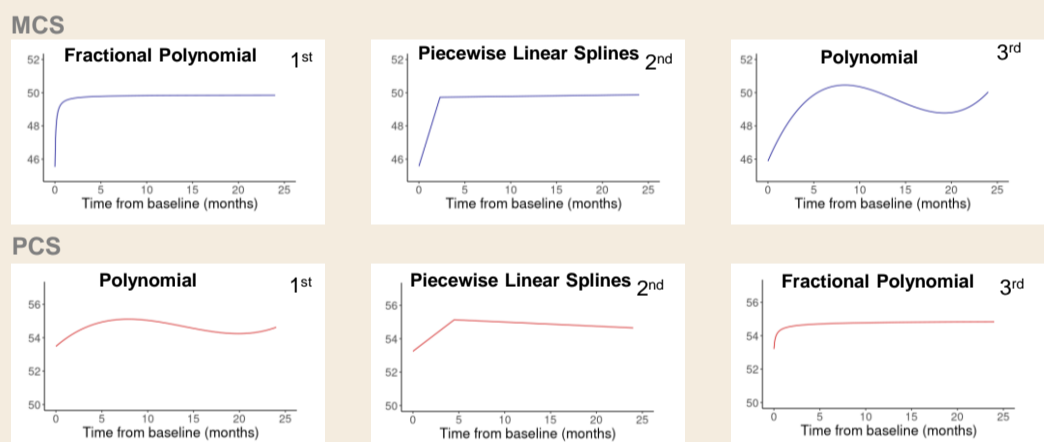 MCS
Fractional Polynomial 1st
52
50
48
46
0 5 10 15 20 25
Time from baseline (months)
Piecewise Linear Splines 2nd
52
50
48
46
0 5 10 15 20 25
Time from baseline (months)
Polynomial 3rd
52
50
48
46
0 5 10 15 20 25
Time from baseline (months)
PCS
Polynomial 1st
56
54
52
50
0 5 10 15 20 25
Time from baseline (months)
Piecewise Linear Splines 2nd
56
54
52
50
0 5 10 15 20 25
Time from baseline (months)
Fractional Polynomial 3rd
56
54
52
50
0 5 10 15 20 25
Time from baseline (months)